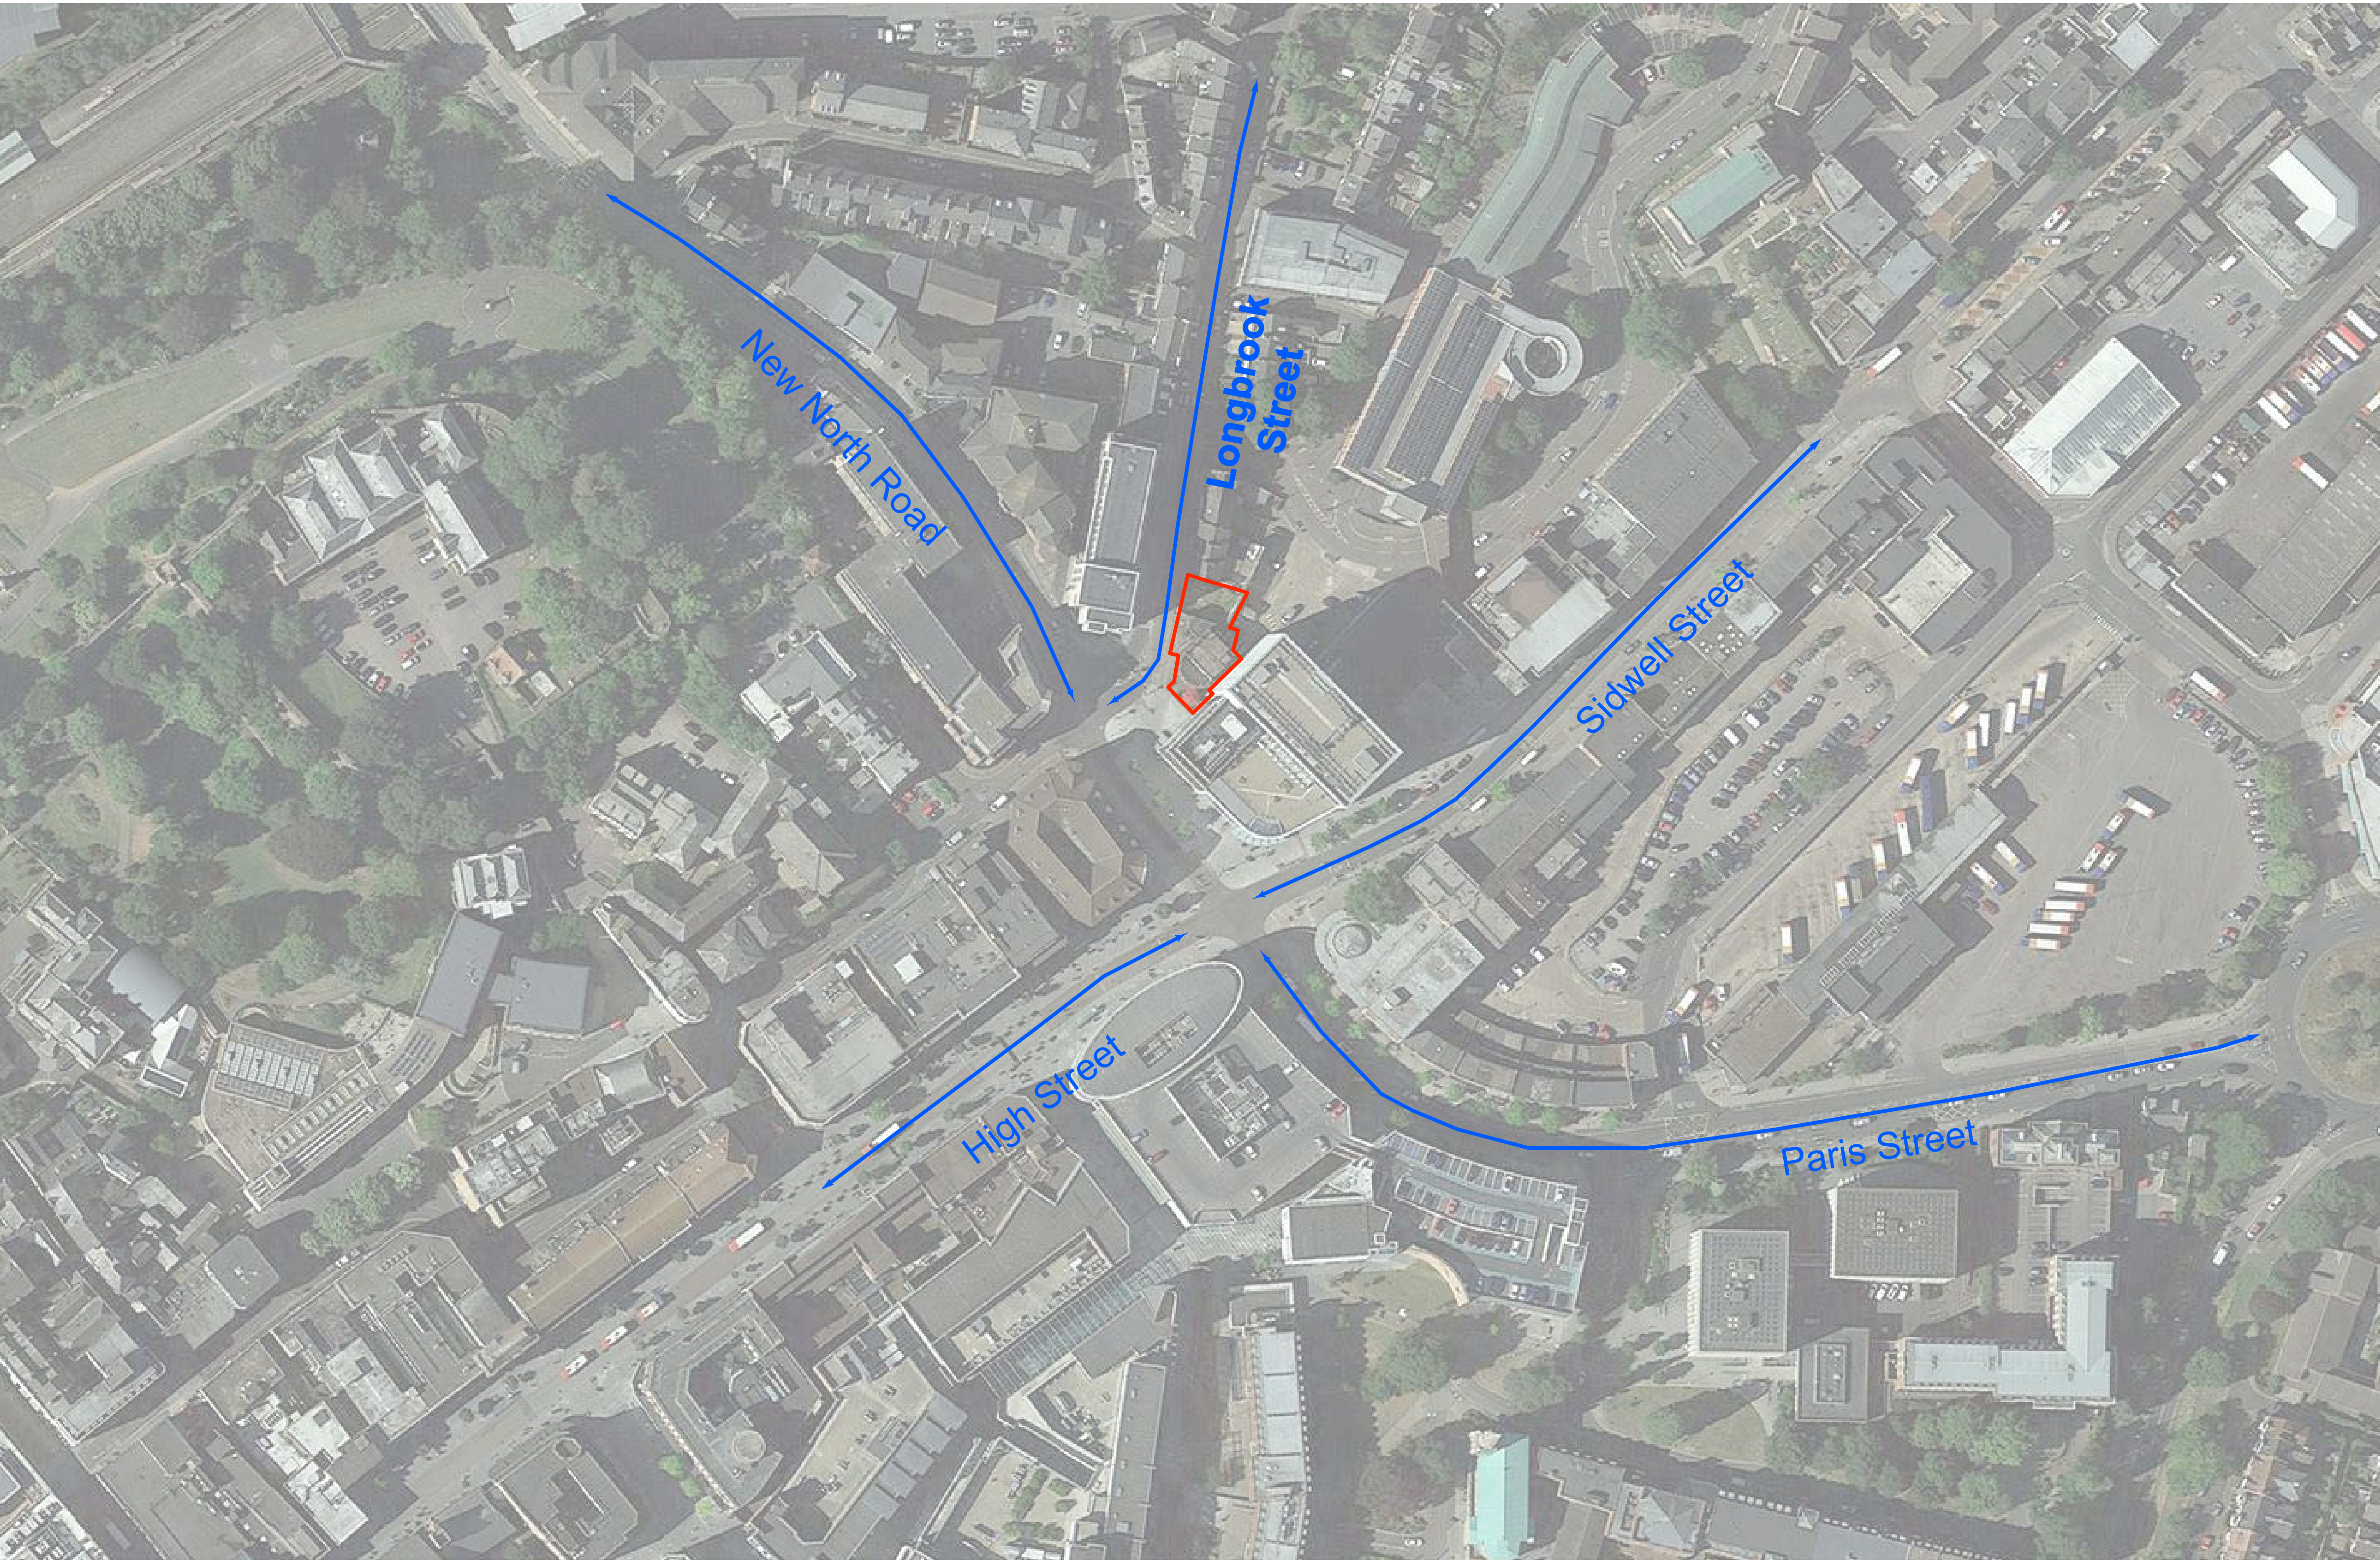 Longbrook
Street
New North Road
Sidwell Street
High Street
Paris Street